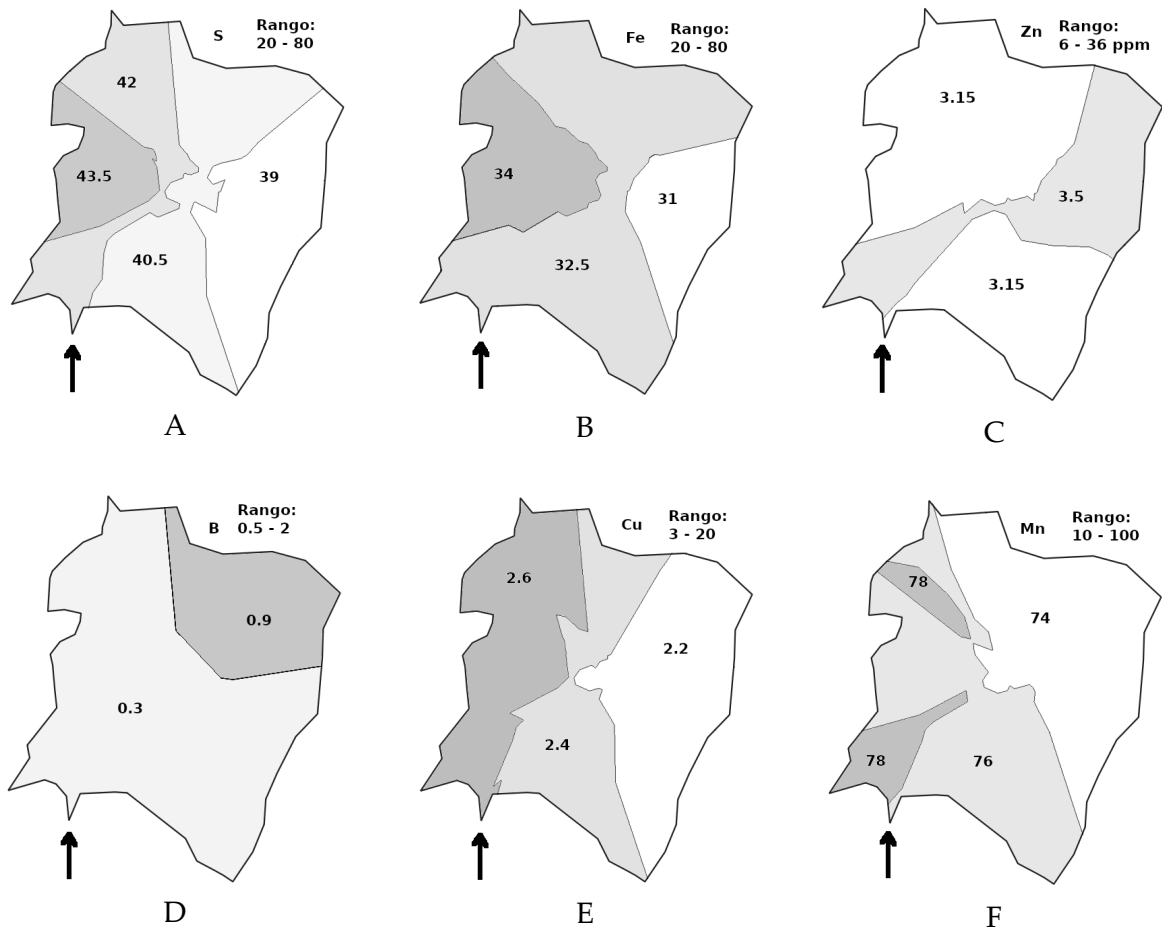 S
Rango:
20 - 80
42
43.5
39
40.5
A
Fe
Rango:
20 - 80
34
31
32.5
B
Zn
Rango:
6 - 36 ppm
3.15
3.5
3.15
C
B
Rango:
0.5 - 2
0.9
0.3
D
Cu
Rango:
3 - 20
2.6
2.2
2.4
E
Mn
Rango:
10 - 100
78
74
78
76
F